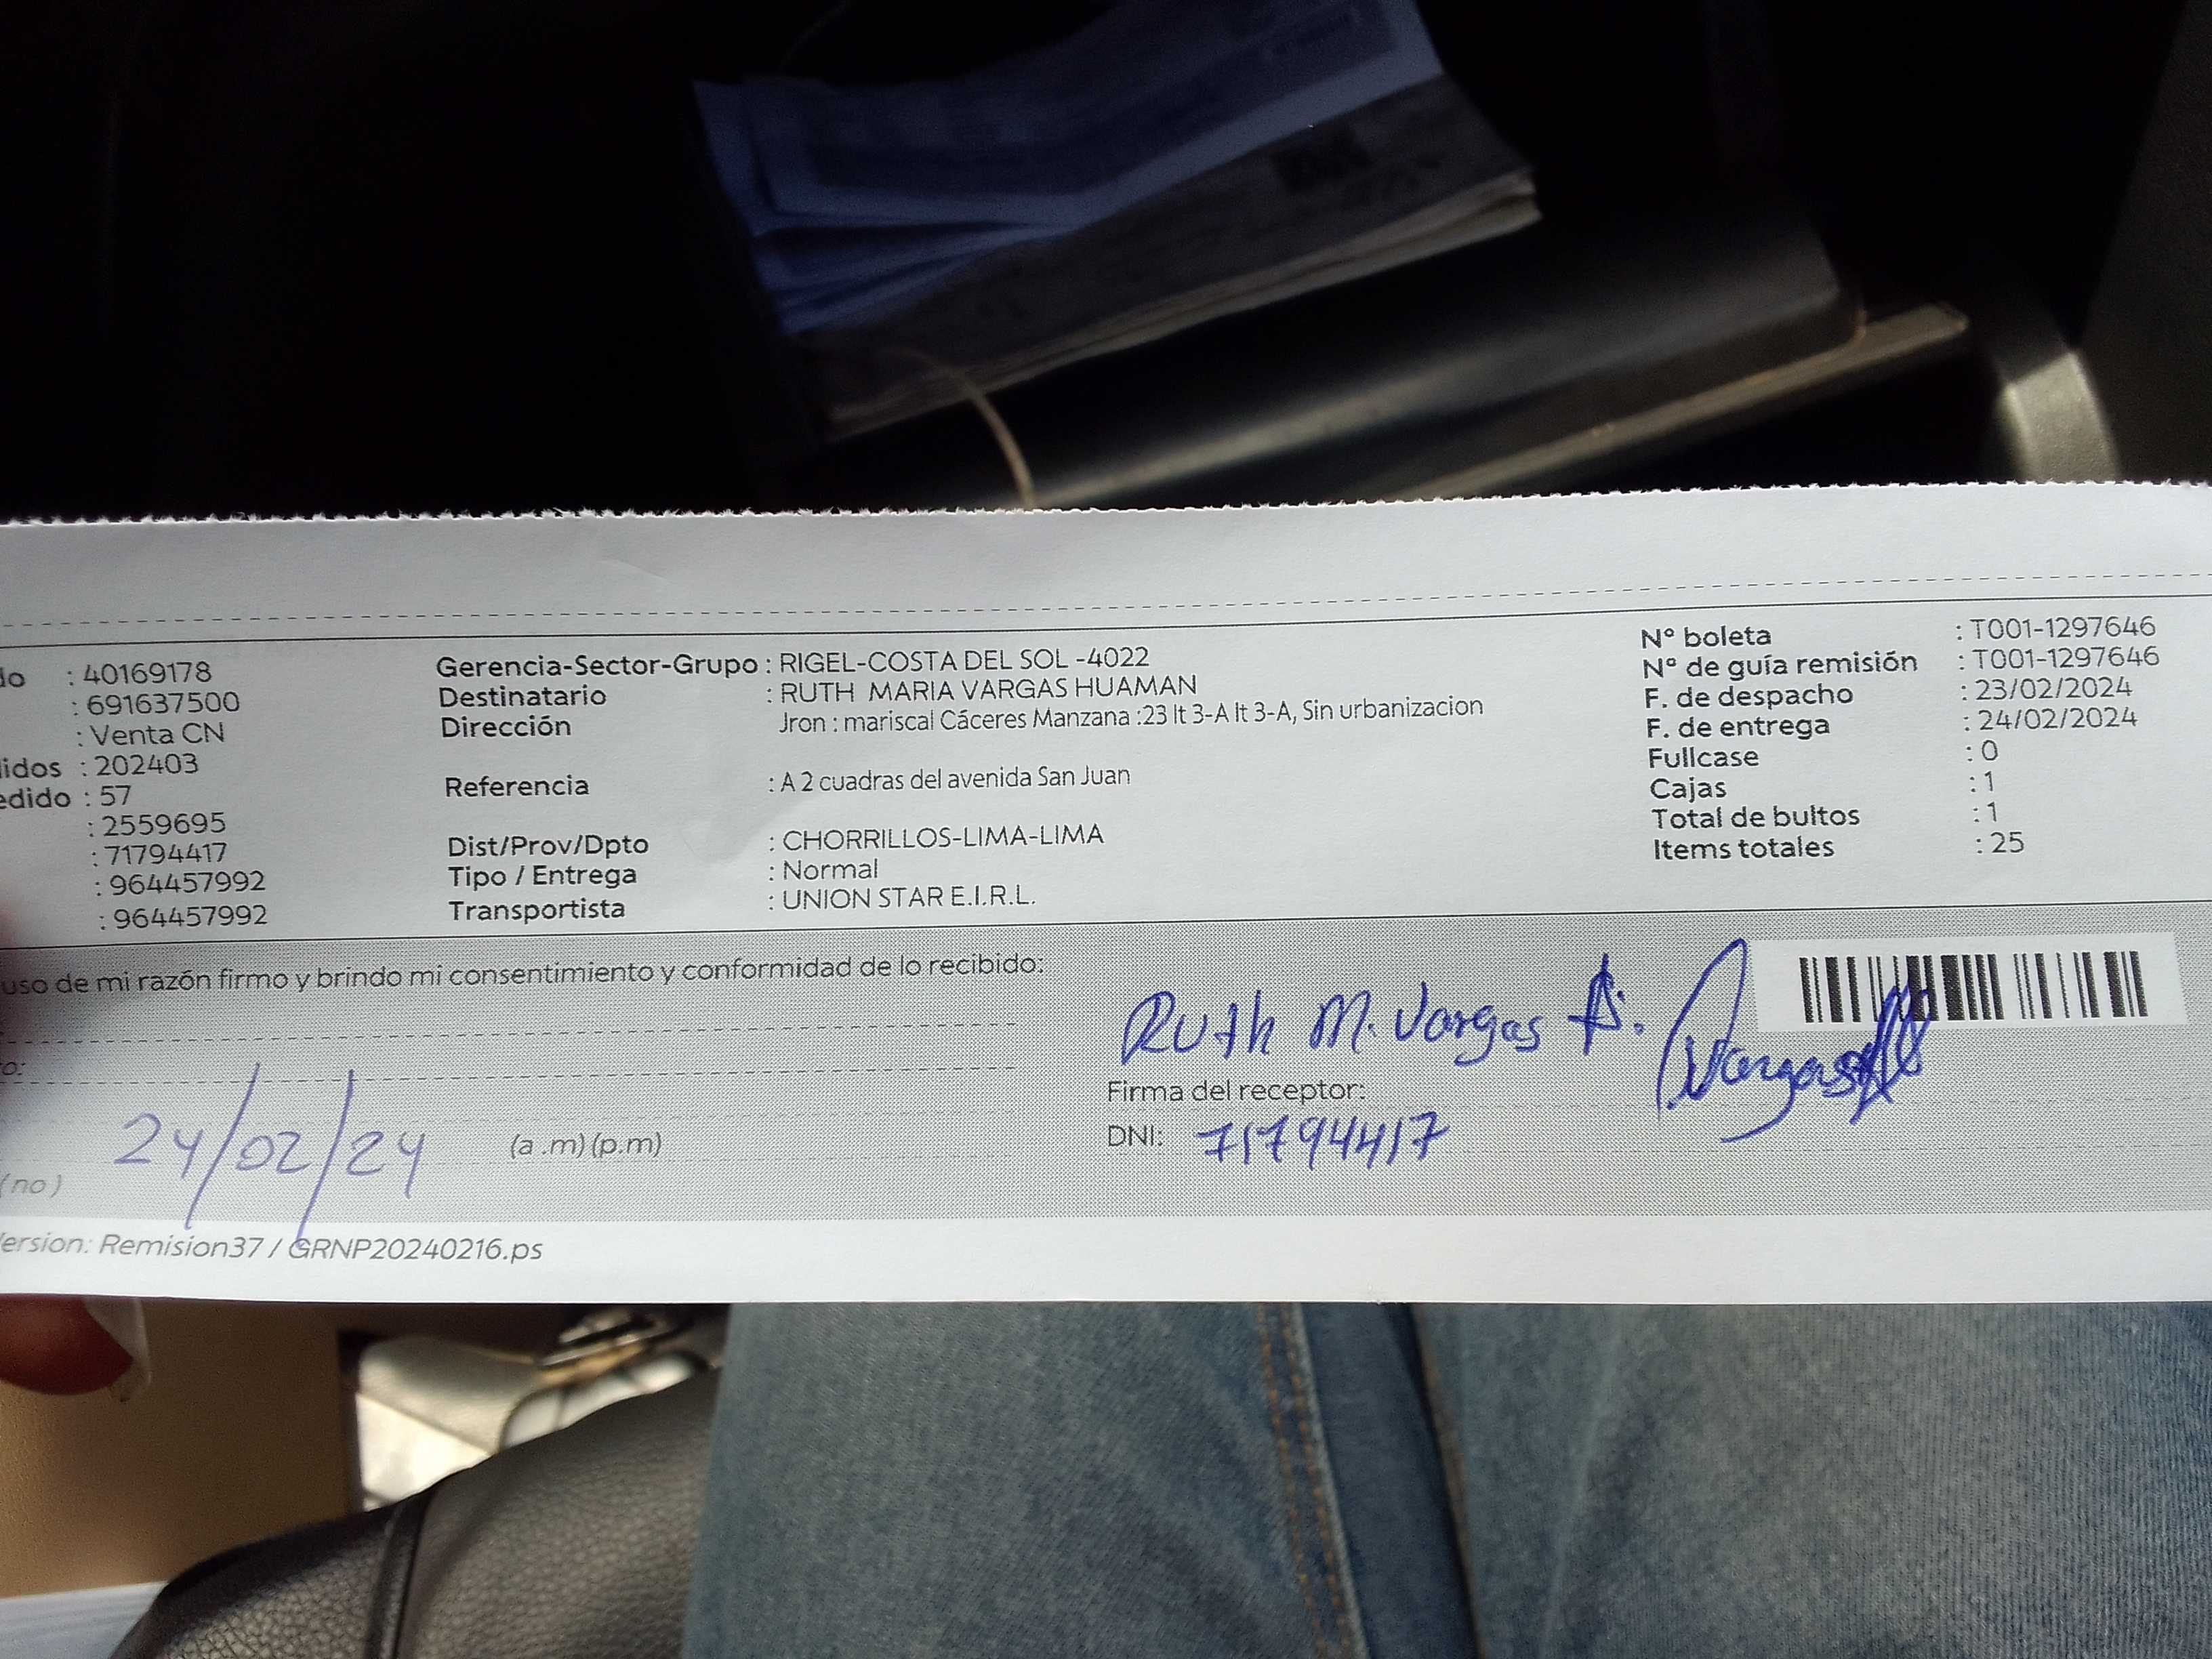 do : 40169178
: 691637500
: Venta CN
lidos : 202403
edido : 57
: 2559695
: 71794417
: 964457992
: 964457992
Gerencia-Sector-Grupo : RIGEL-COSTA DEL SOL -4022
Destinatario : RUTH MARIA VARGAS HUAMAN
Dirección Jron : mariscal Cáceres Manzana :23 lt 3-A lt 3-A, Sin urbanizacion
Referencia : A 2 cuadras del avenida San Juan
Dist/Prov/Dpto : CHORRILLOS-LIMA-LIMA
Tipo / Entrega : Normal
Transportista : UNION STAR E.I.R.L.
Nº boleta : T001-1297646
Nº de guía remisión : T001-1297646
F. de despacho : 23/02/2024
F. de entrega : 24/02/2024
Fullcase : 0
Cajas : 1
Total de bultos : 1
Items totales : 25
uso de mi razón firmo y brindo mi consentimiento y conformidad de lo recibido:
o:
24/02/24 (a .m) (p.m)
(no)
Ruth M. Vargas
Vargas
Firma del receptor:
DNI: 71794417
ersion: Remision37 / GRNP20240216.ps